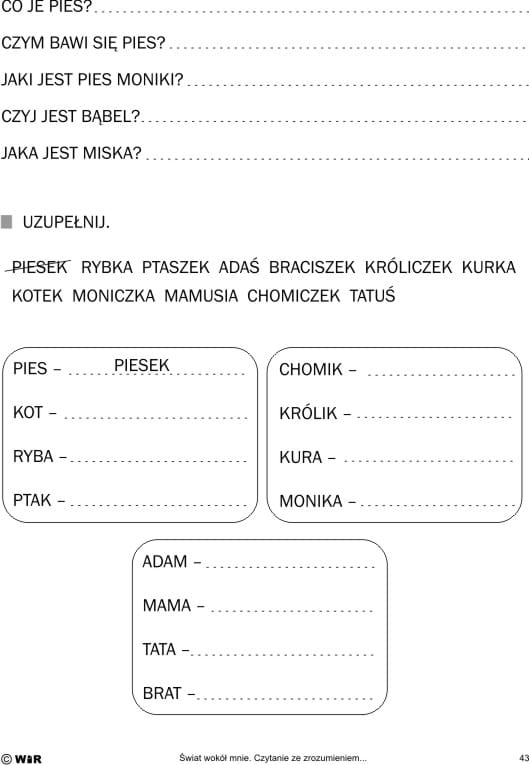 CO JE PIES?
CZYM BAWI SIĘ PIES?
JAKI JEST PIES MONIKI?
CZYJ JEST BĄBEL?
JAKA JEST MISKA?
UZUPEŁNIJ.
PIESEK RYBKA PTASZEK ADAŚ BRACISZEK KRÓLICZEK KURKA
KOTEK MONICZKA MAMUSIA CHOMICZEK TATUŚ
PIES – PIESEK
KOT –
RYBA –
PTAK –
CHOMIK –
KRÓLIK –
KURA –
MONIKA –
ADAM –
MAMA –
TATA –
BRAT –
© WiR Świat wokół mnie. Czytanie ze zrozumieniem... 43